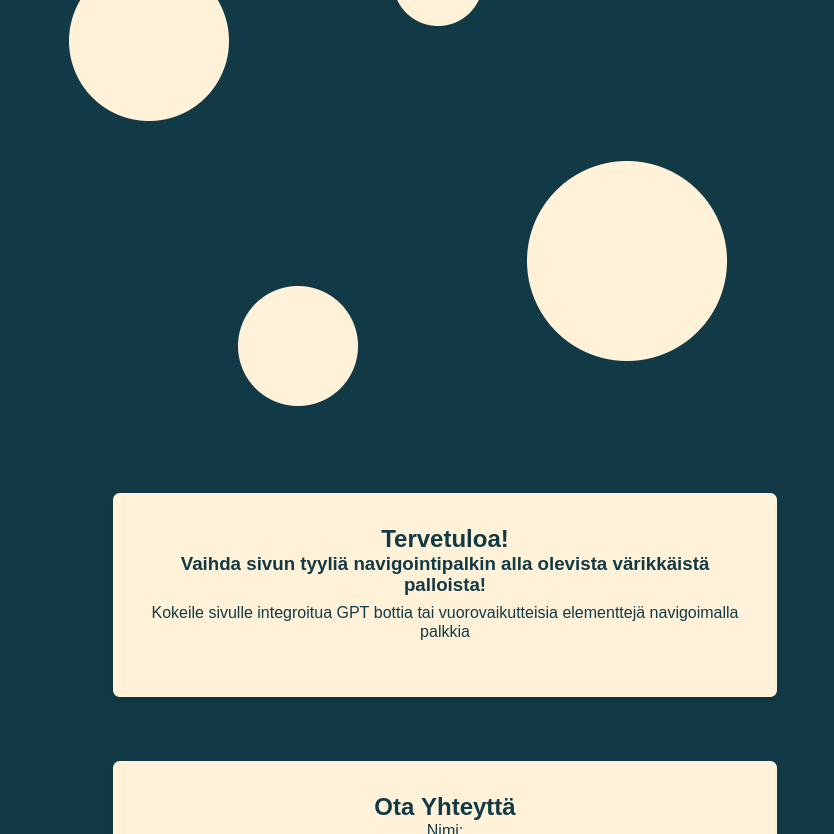 Tervetuloa!
Vaihda sivun tyyliä navigointipalkin alla olevista värikkäistä
palloista!
Kokeile sivulle integroitua GPT bottia tai vuorovaikutteisia elementtejä navigoimalla
palkkia
Ota Yhteyttä
Nimi: